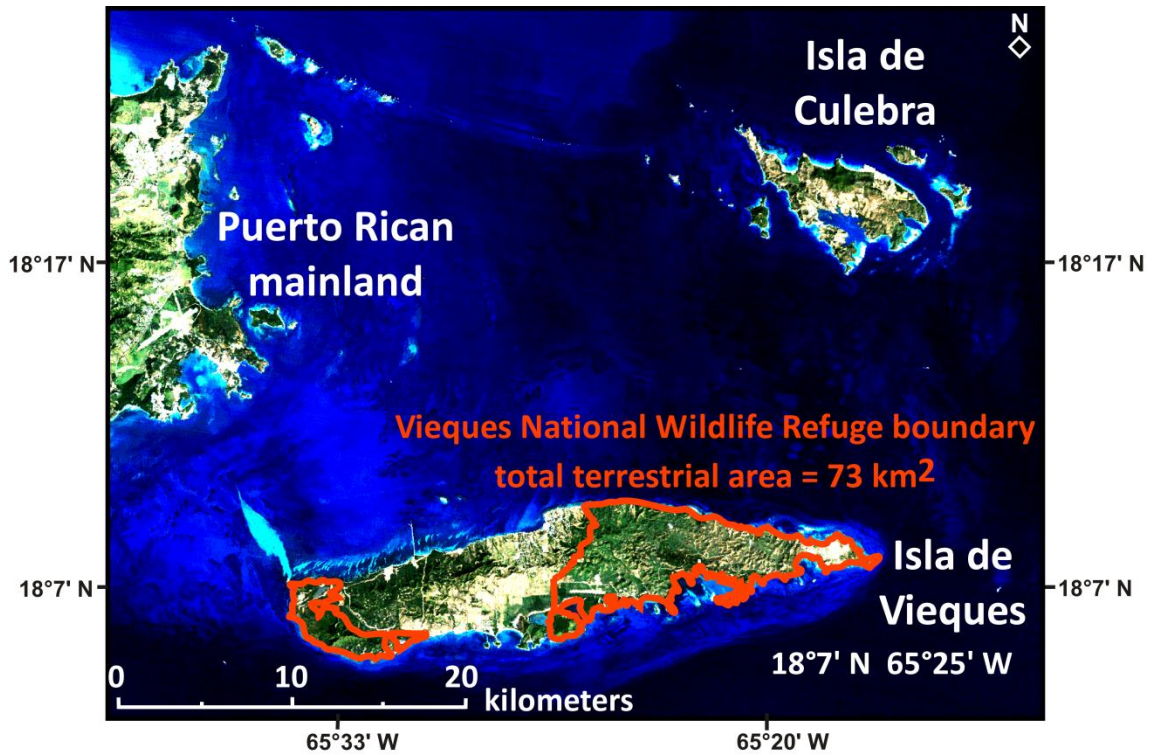 N
Isla de
Culebra
Puerto Rican
mainland
18°17' N
18°17' N
Vieques National Wildlife Refuge boundary
total terrestrial area = 73 km²
18°7' N
Isla de
Vieques
18°7' N
18°7' N 65°25' W
0 10 20
kilometers
65°33' W
65°20' W